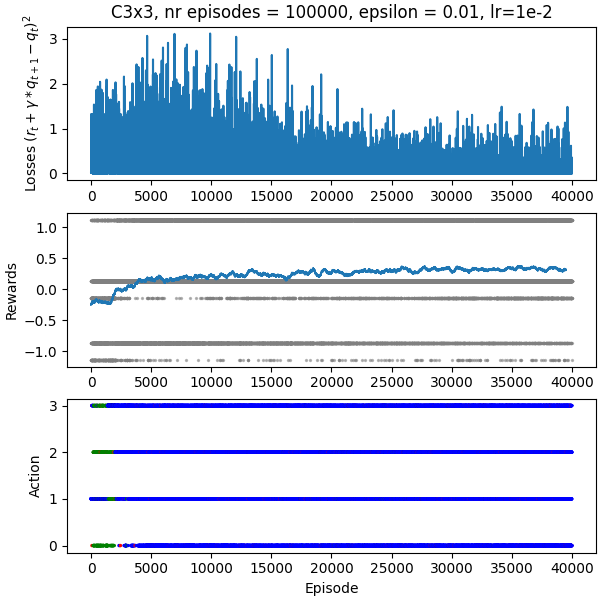 C3x3, nr episodes = 100000, epsilon = 0.01, lr=1e-2
Losses $(r_t + \gamma * q_{t+1} - q_t)^2$
3
2
1
0
0 5000 10000 15000 20000 25000 30000 35000 40000
Rewards
1.0
0.5
0.0
−0.5
−1.0
0 5000 10000 15000 20000 25000 30000 35000 40000
Action
3
2
1
0
0 5000 10000 15000 20000 25000 30000 35000 40000
Episode